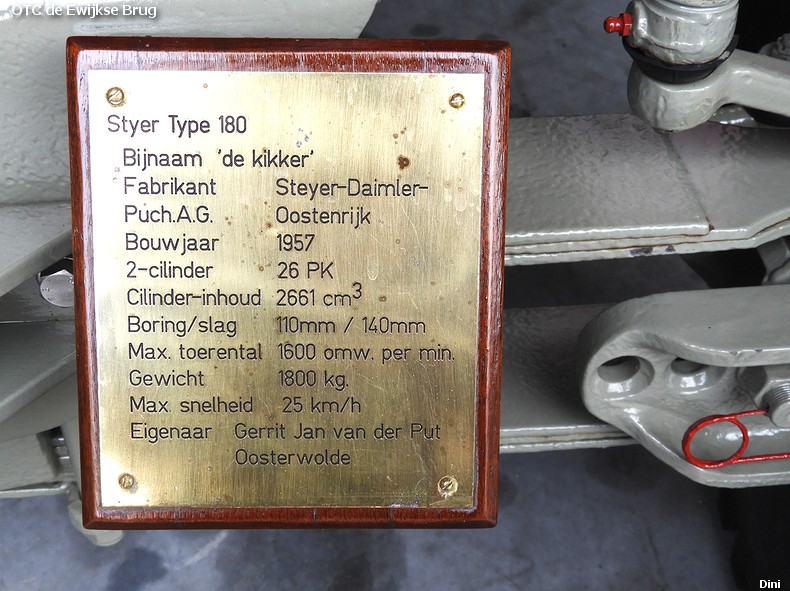 OTC de Ewijkse Brug
Styer Type 180
Bijnaam 'de kikker'
Fabrikant Steyer-Daimler-
Puch.A.G. Oostenrijk
Bouwjaar 1957
2-cilinder 26 PK
Cilinder-inhoud 2661 cm³
Boring/slag 110mm / 140mm
Max. toerental 1600 omw. per min.
Gewicht 1800 kg.
Max. snelheid 25 km/h
Eigenaar Gerrit Jan van der Put
Oosterwolde
Dini